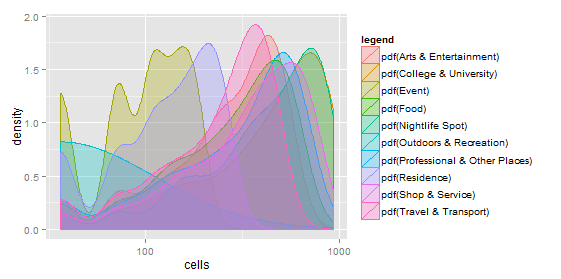 2.0
1.5
1.0
0.5
0.0
density
100
1000
cells
legend
pdf(Arts & Entertainment)
pdf(College & University)
pdf(Event)
pdf(Food)
pdf(Nightlife Spot)
pdf(Outdoors & Recreation)
pdf(Professional & Other Places)
pdf(Residence)
pdf(Shop & Service)
pdf(Travel & Transport)